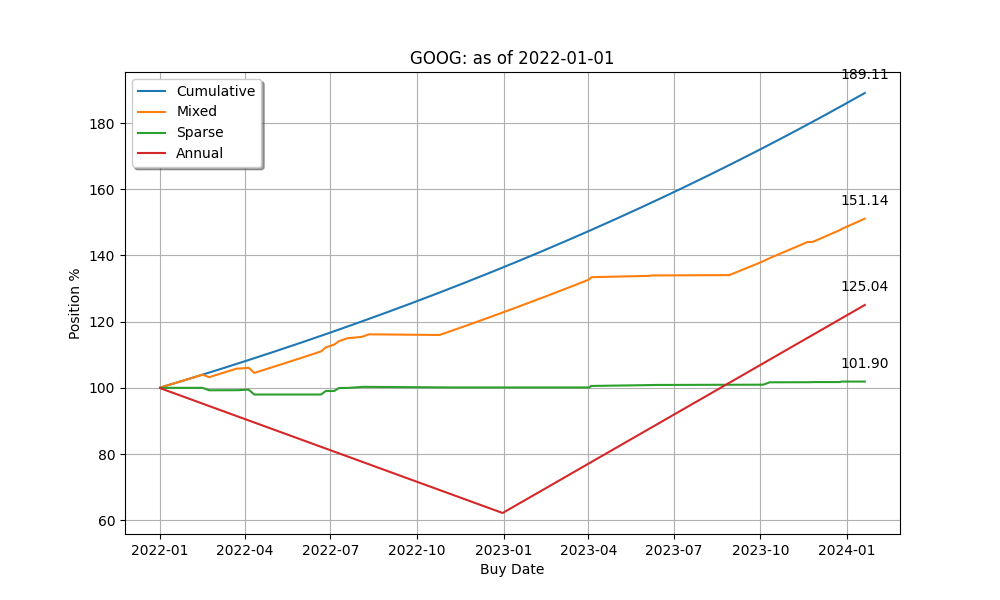 GOOG: as of 2022-01-01
189.11
Cumulative
Mixed
Sparse
Annual
151.14
125.04
101.90
180
160
140
120
100
80
60
Position %
2022-01
2022-04
2022-07
2022-10
2023-01
2023-04
2023-07
2023-10
2024-01
Buy Date